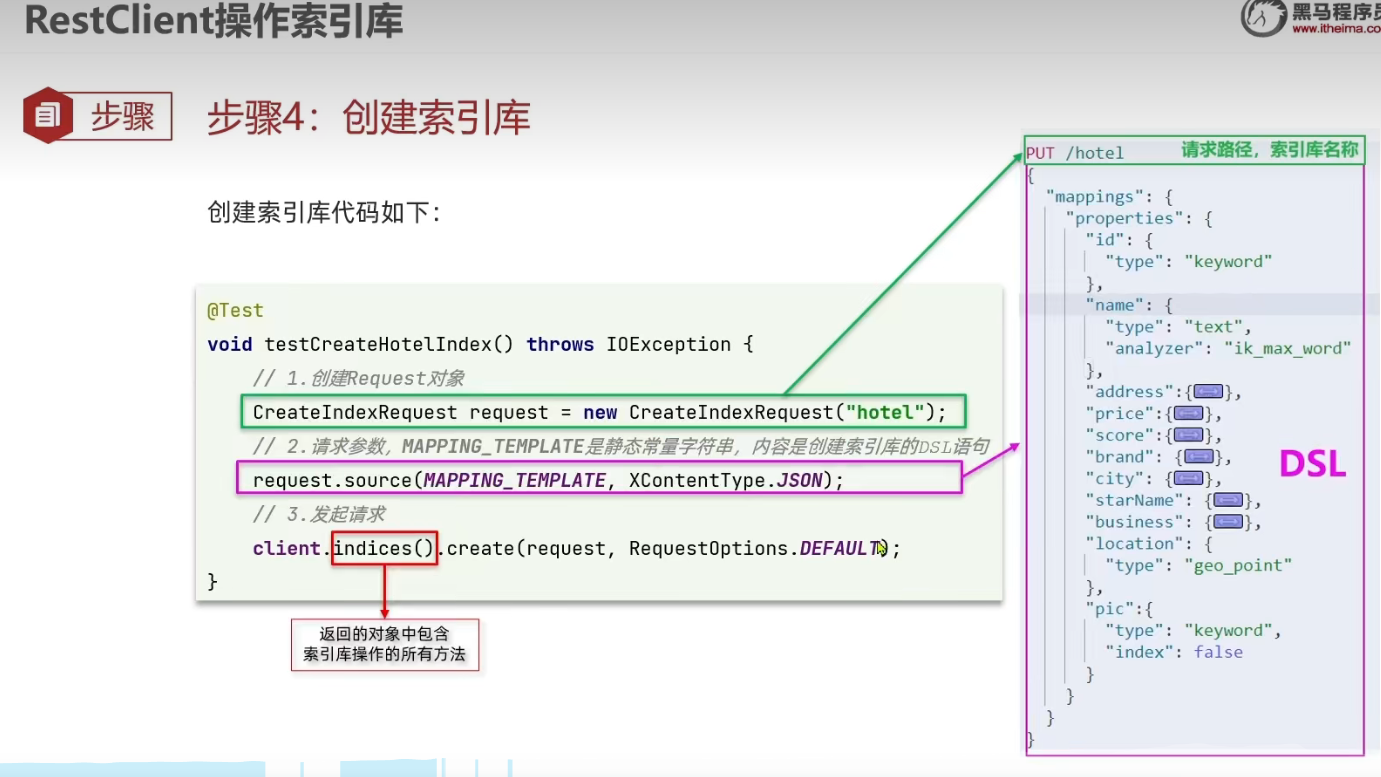 RestClient操作索引库
黑马程序员
www.itheima.co
步骤
步骤4：创建索引库
创建索引库代码如下：
@Test
void testCreateHotelIndex() throws IOException {
// 1.创建Request对象
CreateIndexRequest request = new CreateIndexRequest("hotel");
// 2.请求参数，MAPPING_TEMPLATE是静态常量字符串，内容是创建索引库的DSL语句
request.source(MAPPING_TEMPLATE, XContentType.JSON);
// 3.发起请求
client.indices().create(request, RequestOptions.DEFAULT);
}
返回的对象中包含
索引库操作的所有方法
PUT /hotel 请求路径，索引库名称
{
"mappings": {
"properties": {
"id": {
"type": "keyword"
},
"name": {
"type": "text",
"analyzer": "ik_max_word"
},
"address":{},
"price":{},
"score":{},
"brand": {},
"city": {},
"starName": {},
"business": {},
"location": {
"type": "geo_point"
},
"pic":{
"type": "keyword",
"index": false
}
}
}
}
DSL